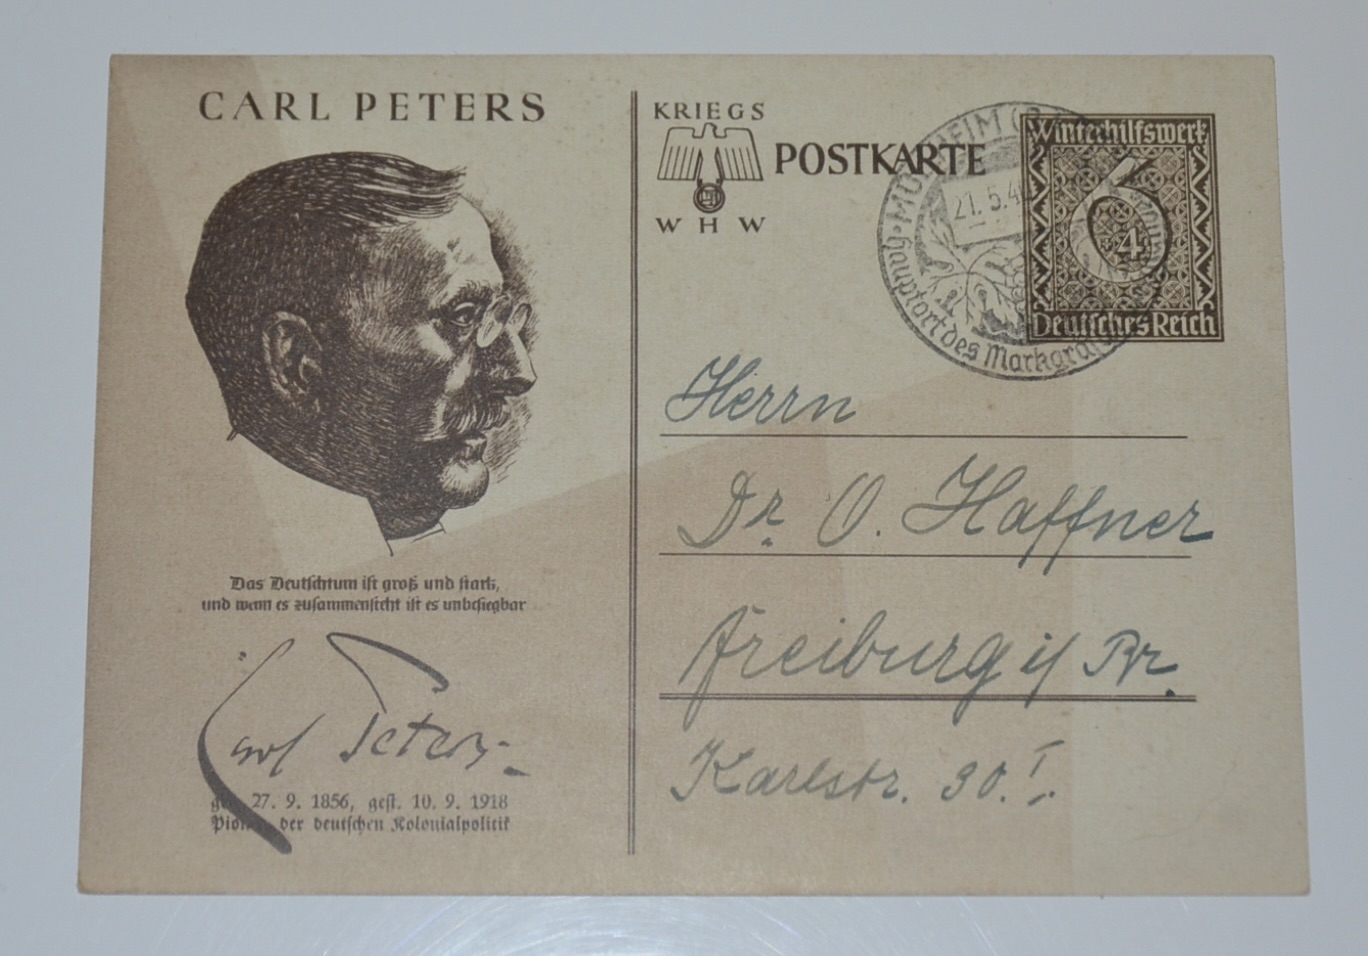 CARL PETERS
Das Deutschtum ist groß und stark,
und wenn es zusammensteht ist es unbesiegbar
Carl Peters
27. 9. 1856, gest. 10. 9. 1918
der deutschen Kolonialpolitik
KRIEGS
WHW
POSTKARTE
21. 5. 4
Hauptort des
Winterhilfswerk
6
4
Deutsches Reich
Herrn
Dr. O. Haffner
Freiburg i/ Br.
Karlstr. 30. I.